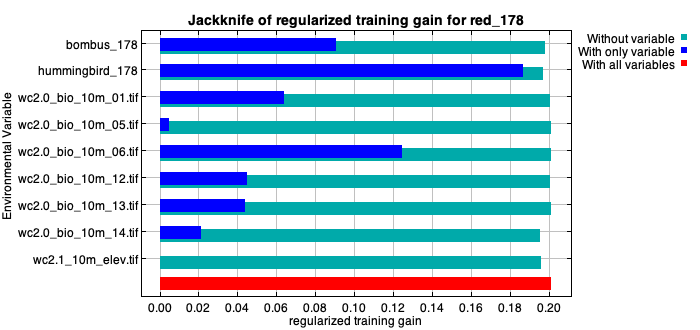 Jackknife of regularized training gain for red_178
Without variable
With only variable
With all variables
Environmental Variable
bombus_178
hummingbird_178
wc2.0_bio_10m_01.tif
wc2.0_bio_10m_05.tif
wc2.0_bio_10m_06.tif
wc2.0_bio_10m_12.tif
wc2.0_bio_10m_13.tif
wc2.0_bio_10m_14.tif
wc2.1_10m_elev.tif
0.00 0.02 0.04 0.06 0.08 0.10 0.12 0.14 0.16 0.18 0.20
regularized training gain